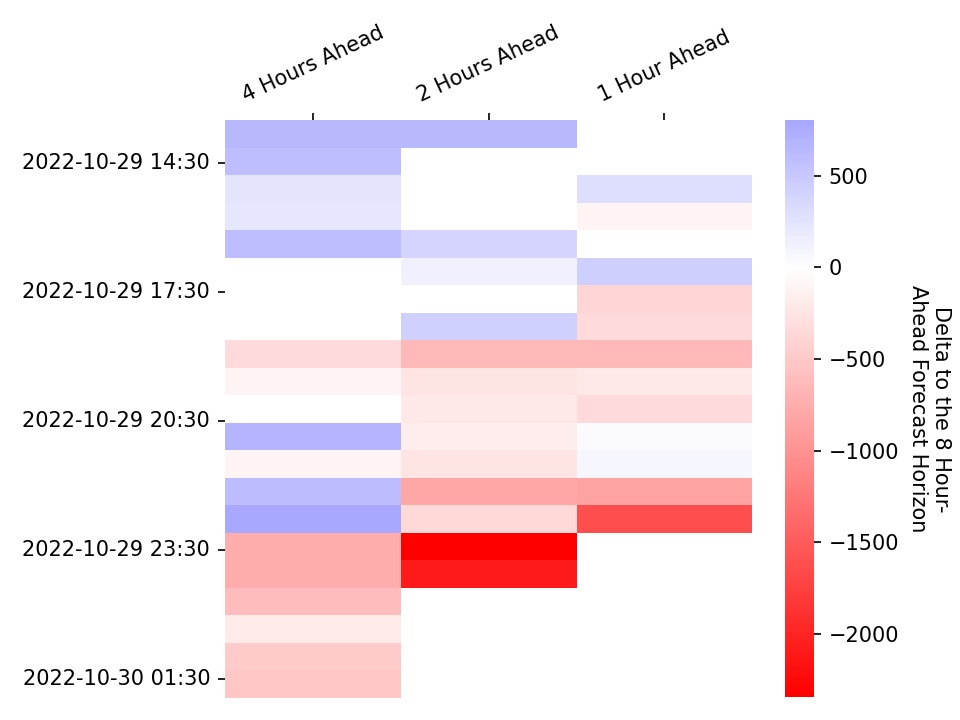 4 Hours Ahead
2 Hours Ahead
1 Hour Ahead
2022-10-29 14:30
2022-10-29 17:30
2022-10-29 20:30
2022-10-29 23:30
2022-10-30 01:30
500
0
−500
−1000
−1500
−2000
Delta to the 8 Hour-
Ahead Forecast Horizon